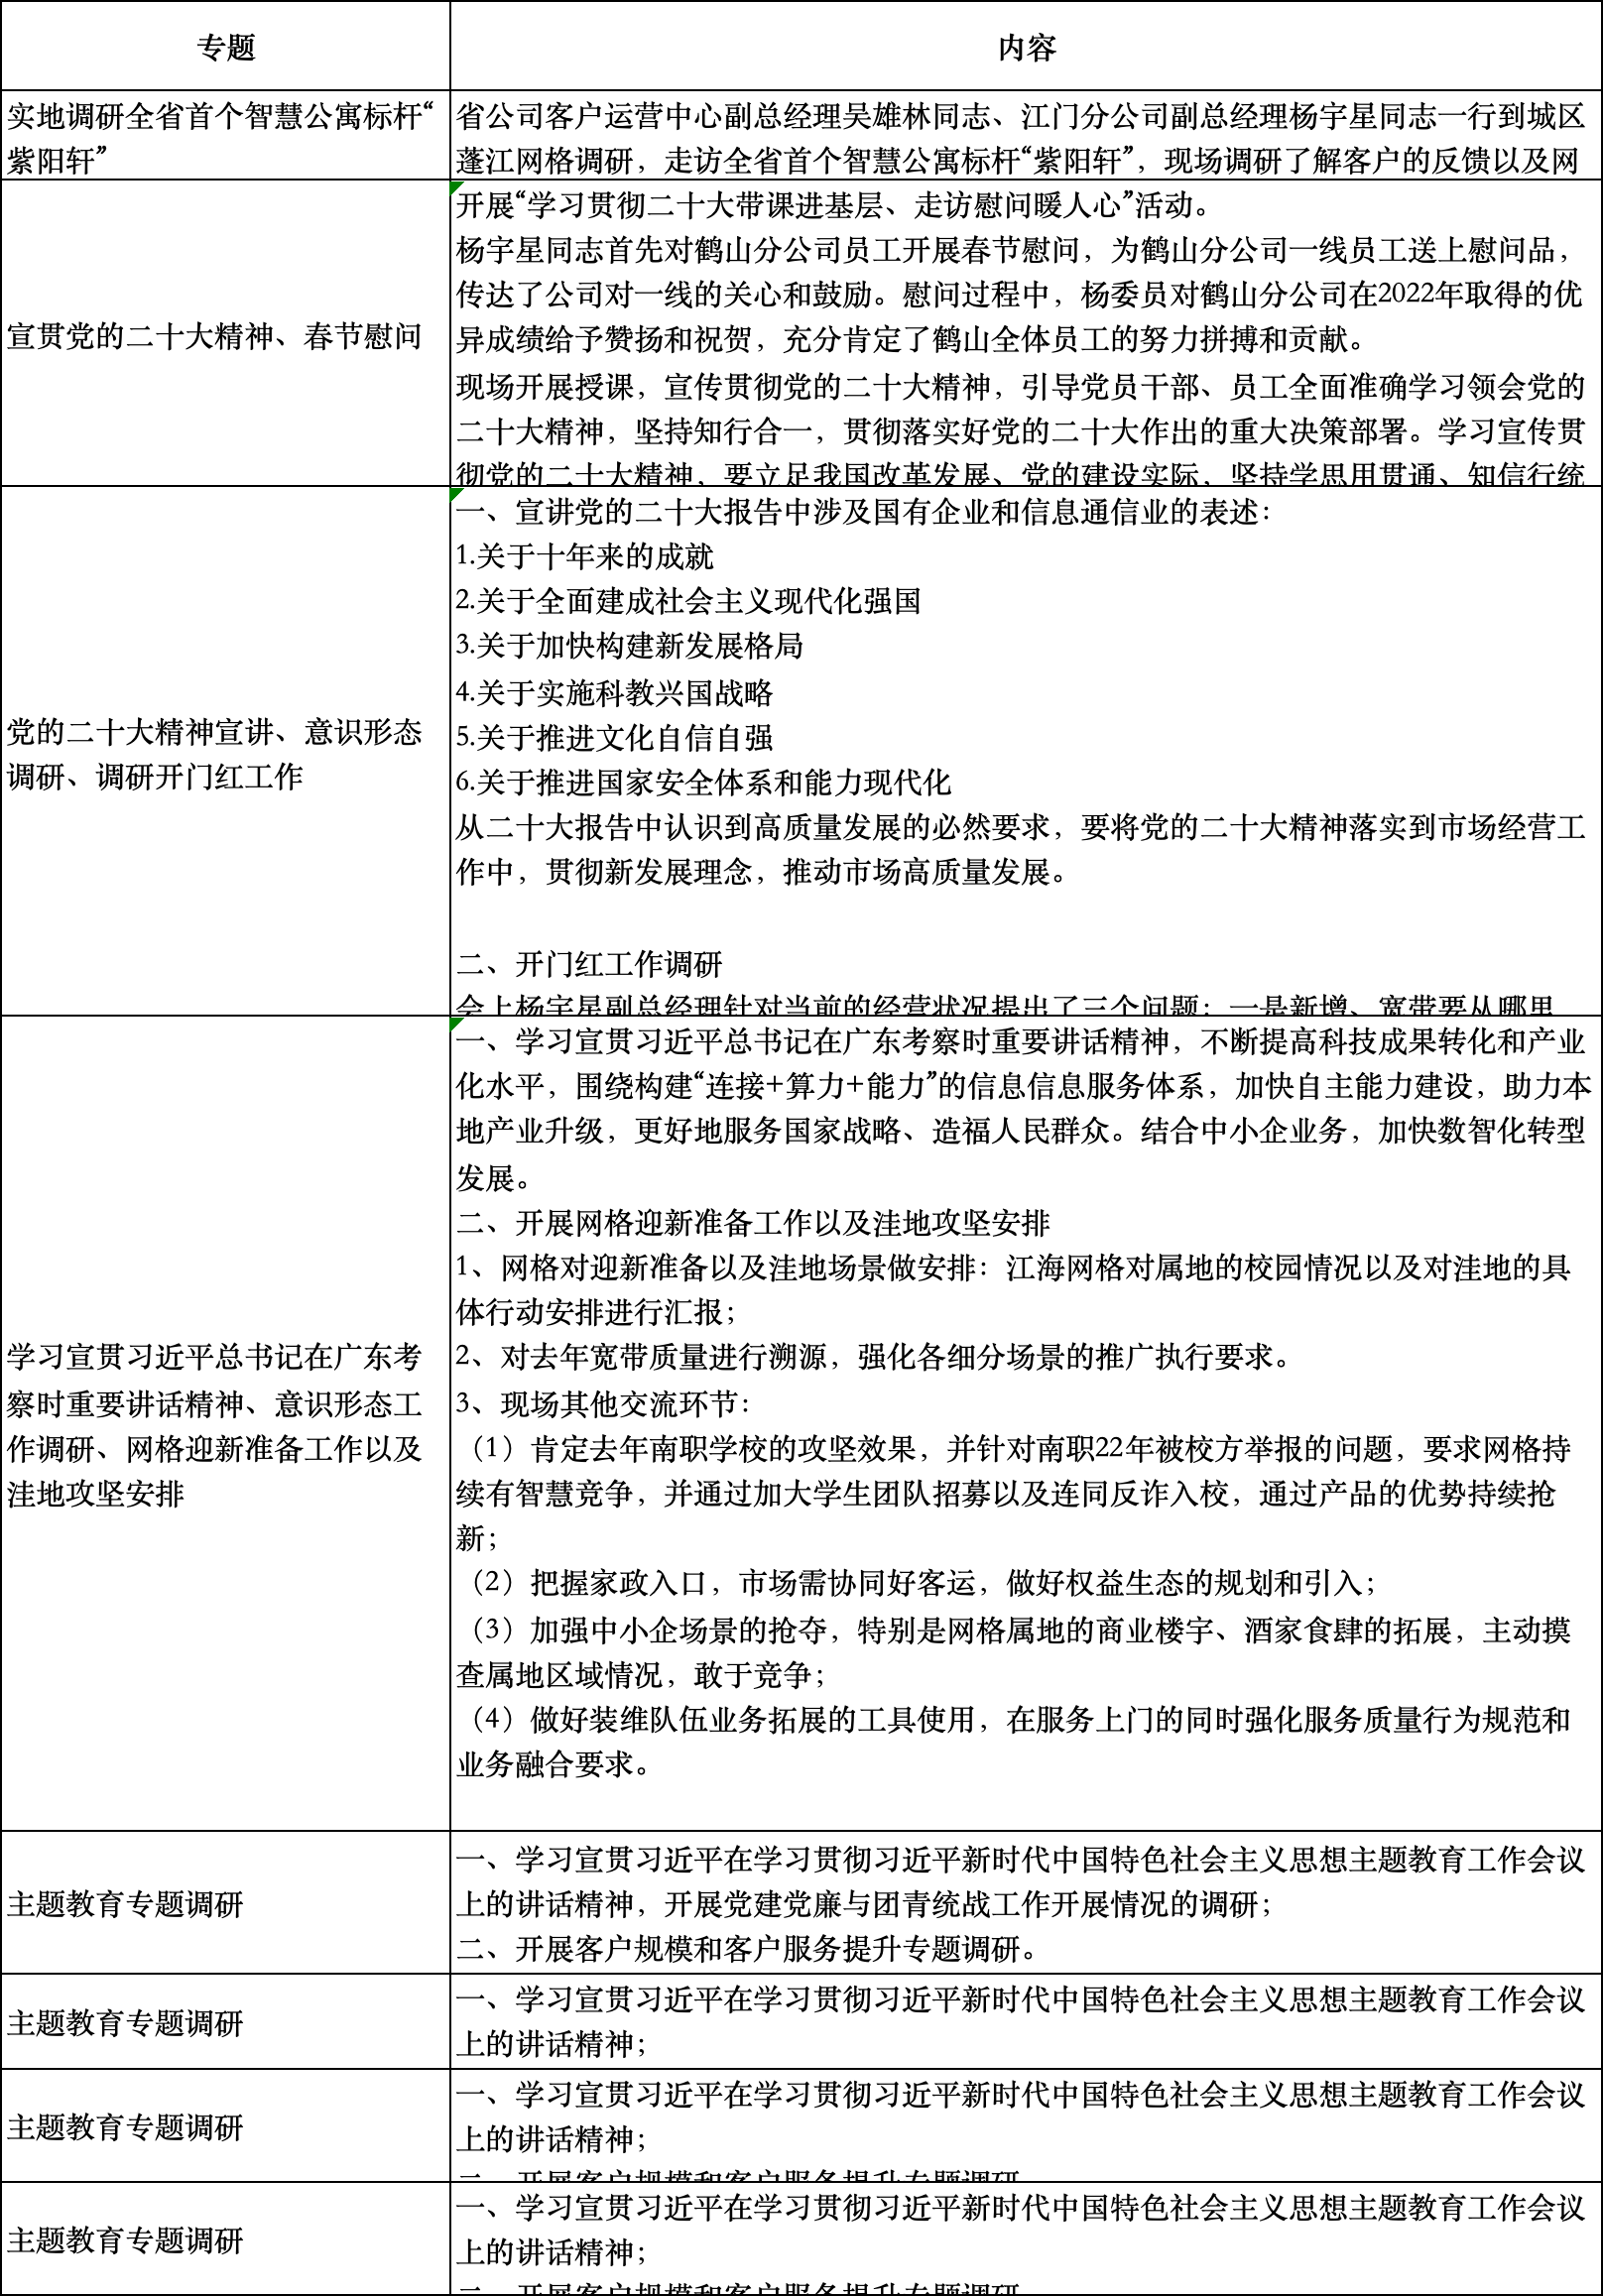 专题
内容
实地调研全省首个智慧公寓标杆“
紫阳轩”
省公司客户运营中心副总经理吴雄林同志、江门分公司副总经理杨宇星同志一行到城区
蓬江网格调研，走访全省首个智慧公寓标杆“紫阳轩”，现场调研了解客户的反馈以及网
宣贯党的二十大精神、春节慰问
开展“学习贯彻二十大带课进基层、走访慰问暖人心”活动。
杨宇星同志首先对鹤山分公司员工开展春节慰问，为鹤山分公司一线员工送上慰问品，
传达了公司对一线的关心和鼓励。慰问过程中，杨委员对鹤山分公司在2022年取得的优
异成绩给予赞扬和祝贺，充分肯定了鹤山全体员工的努力拼搏和贡献。
现场开展授课，宣传贯彻党的二十大精神，引导党员干部、员工全面准确学习领会党的
二十大精神，坚持知行合一，贯彻落实好党的二十大作出的重大决策部署。学习宣传贯
彻党的二十大精神，要立足我国改革发展、党的建设实际，坚持学思用贯通、知信行统
党的二十大精神宣讲、意识形态
调研、调研开门红工作
一、宣讲党的二十大报告中涉及国有企业和信息通信业的表述：
1.关于十年来的成就
2.关于全面建成社会主义现代化强国
3.关于加快构建新发展格局
4.关于实施科教兴国战略
5.关于推进文化自信自强
6.关于推进国家安全体系和能力现代化
从二十大报告中认识到高质量发展的必然要求，要将党的二十大精神落实到市场经营工
作中，贯彻新发展理念，推动市场高质量发展。
二、开门红工作调研
会上杨宇星副总经理针对当前的经营状况提出了三个问题：一是新增、宽带要从哪里
学习宣贯习近平总书记在广东考
察时重要讲话精神、意识形态工
作调研、网格迎新准备工作以及
洼地攻坚安排
一、学习宣贯习近平总书记在广东考察时重要讲话精神，不断提高科技成果转化和产业
化水平，围绕构建“连接+算力+能力”的信息信息服务体系，加快自主能力建设，助力本
地产业升级，更好地服务国家战略、造福人民群众。结合中小企业务，加快数智化转型
发展。
二、开展网格迎新准备工作以及洼地攻坚安排
1、网格对迎新准备以及洼地场景做安排：江海网格对属地的校园情况以及对洼地的具
体行动安排进行汇报；
2、对去年宽带质量进行溯源，强化各细分场景的推广执行要求。
3、现场其他交流环节：
（1）肯定去年南职学校的攻坚效果，并针对南职22年被校方举报的问题，要求网格持
续有智慧竞争，并通过加大学生团队招募以及连同反诈入校，通过产品的优势持续抢
新；
（2）把握家政入口，市场需协同好客运，做好权益生态的规划和引入；
（3）加强中小企场景的抢夺，特别是网格属地的商业楼宇、酒家食肆的拓展，主动摸
查属地区域情况，敢于竞争；
（4）做好装维队伍业务拓展的工具使用，在服务上门的同时强化服务质量行为规范和
业务融合要求。
主题教育专题调研
一、学习宣贯习近平在学习贯彻习近平新时代中国特色社会主义思想主题教育工作会议
上的讲话精神，开展党建党廉与团青统战工作开展情况的调研；
二、开展客户规模和客户服务提升专题调研。
主题教育专题调研
一、学习宣贯习近平在学习贯彻习近平新时代中国特色社会主义思想主题教育工作会议
上的讲话精神；
主题教育专题调研
一、学习宣贯习近平在学习贯彻习近平新时代中国特色社会主义思想主题教育工作会议
上的讲话精神；
二、开展客户规模和客户服务提升专题调研
主题教育专题调研
一、学习宣贯习近平在学习贯彻习近平新时代中国特色社会主义思想主题教育工作会议
上的讲话精神；
二、开展客户规模和客户服务提升专题调研